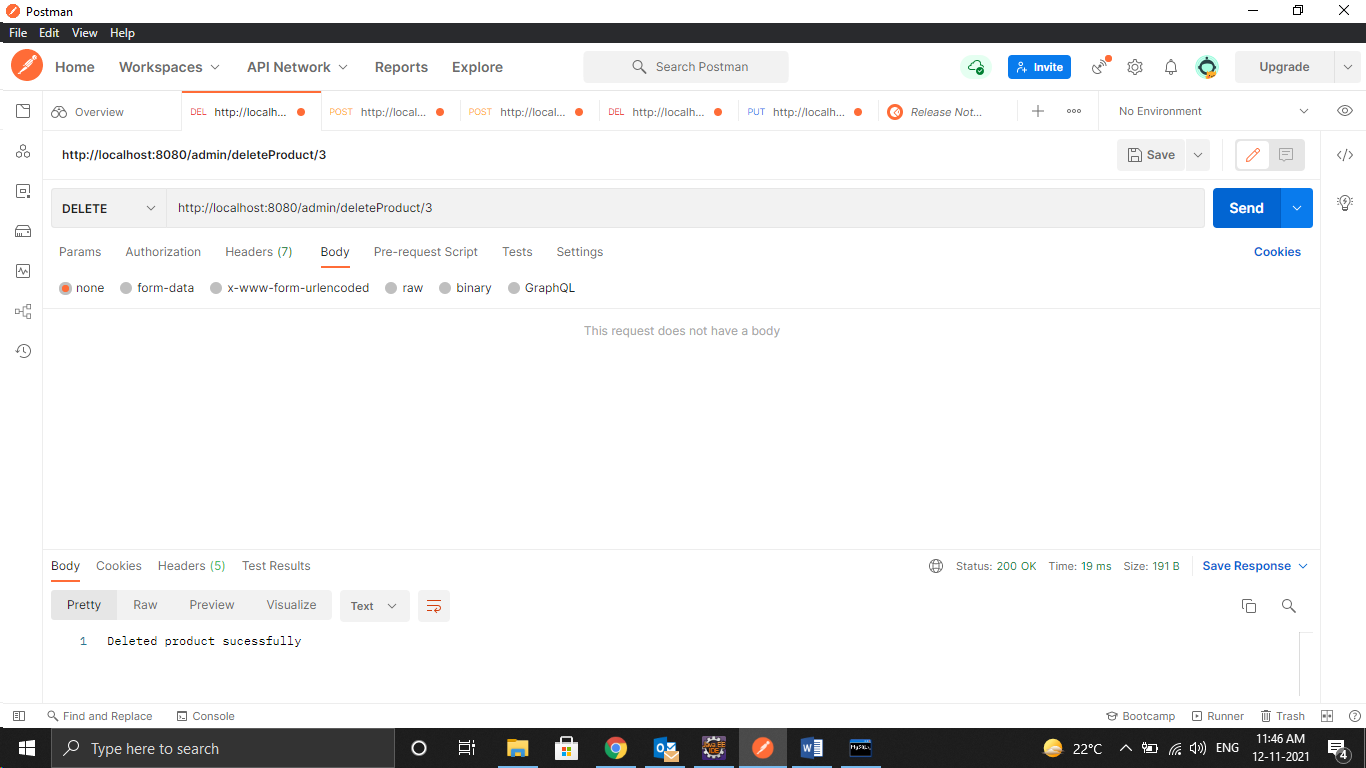 Postman
File Edit View Help
Home Workspaces API Network Reports Explore Search Postman Invite Upgrade
Overview DEL http://localh... POST http://local... POST http://local... DEL http://localh... PUT http://localh... Release Not... No Environment
http://localhost:8080/admin/deleteProduct/3 Save
DELETE http://localhost:8080/admin/deleteProduct/3 Send
Params Authorization Headers (7) Body Pre-request Script Tests Settings Cookies
none form-data x-www-form-urlencoded raw binary GraphQL
This request does not have a body
Body Cookies Headers (5) Test Results Status: 200 OK Time: 19 ms Size: 191 B Save Response
Pretty Raw Preview Visualize Text
1 Deleted product sucessfully
Find and Replace Console Bootcamp Runner Trash
Type here to search 22°C ENG 11:46 AM
12-11-2021 4